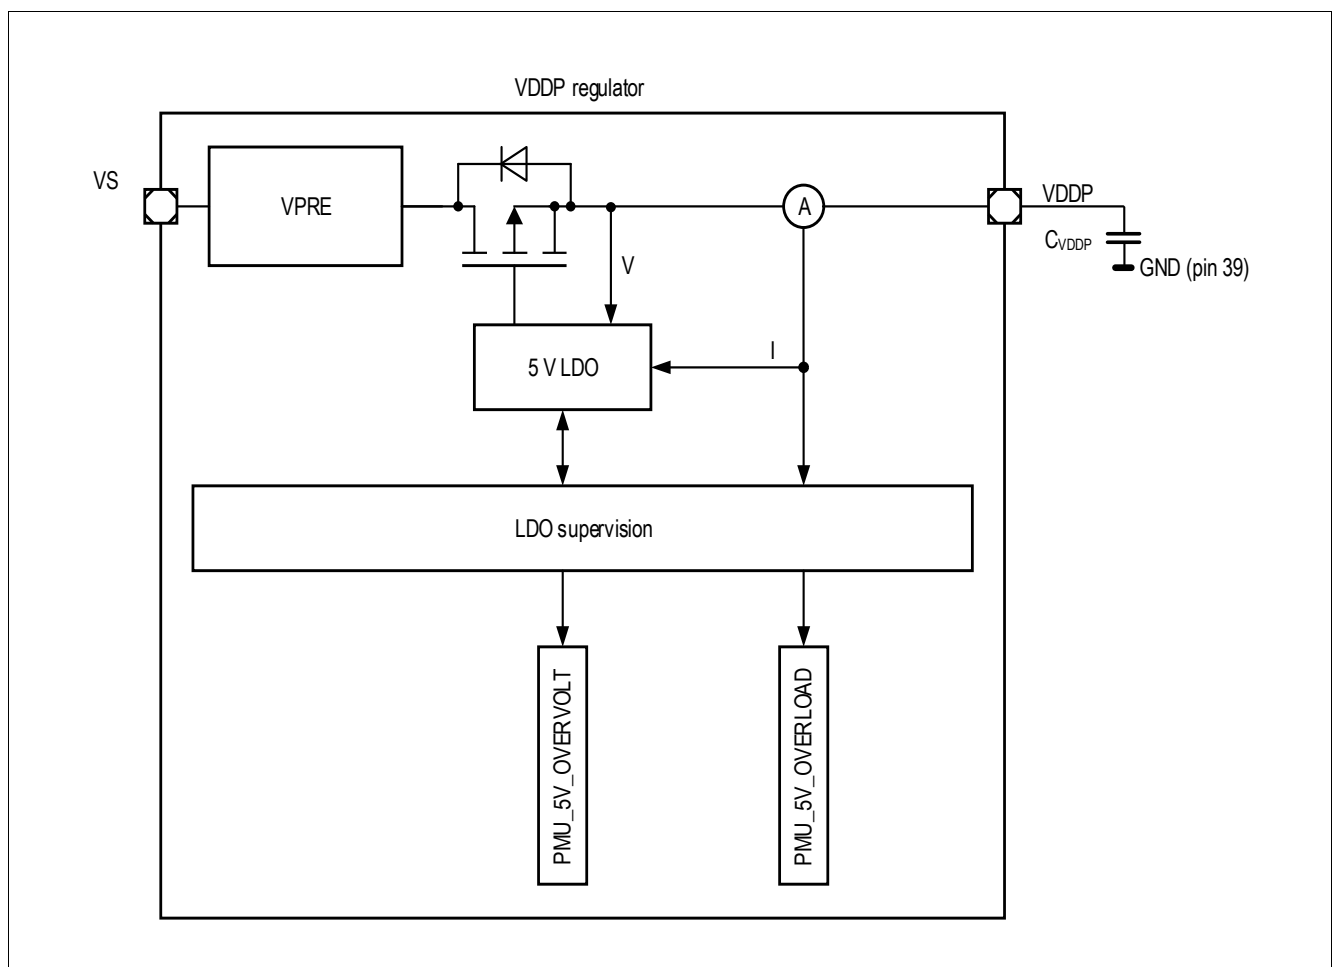 VDDP regulator
VS
VPRE
A
VDDP
CVDDP
GND (pin 39)
V
I
5 V LDO
LDO supervision
PMU_5V_OVERVOLT
PMU_5V_OVERLOAD